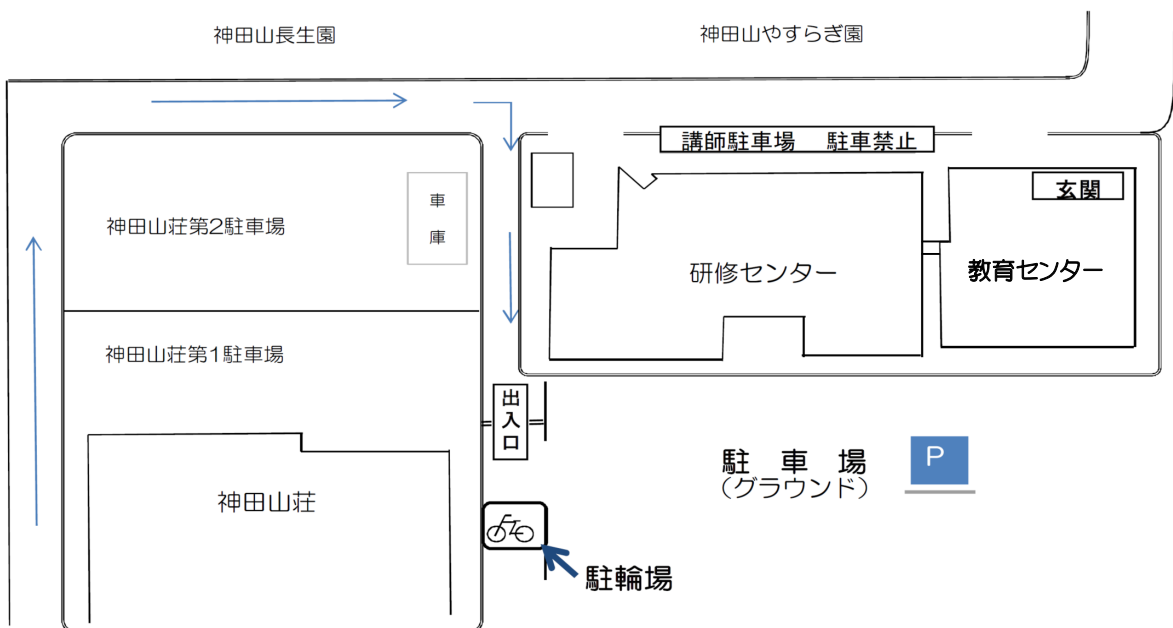 神田山長生園
神田山やすらぎ園
講師駐車場 駐車禁止
玄関
車庫
神田山荘第2駐車場
研修センター
教育センター
神田山荘第1駐車場
出入口
駐車場
P
(グラウンド)
神田山荘
駐輪場